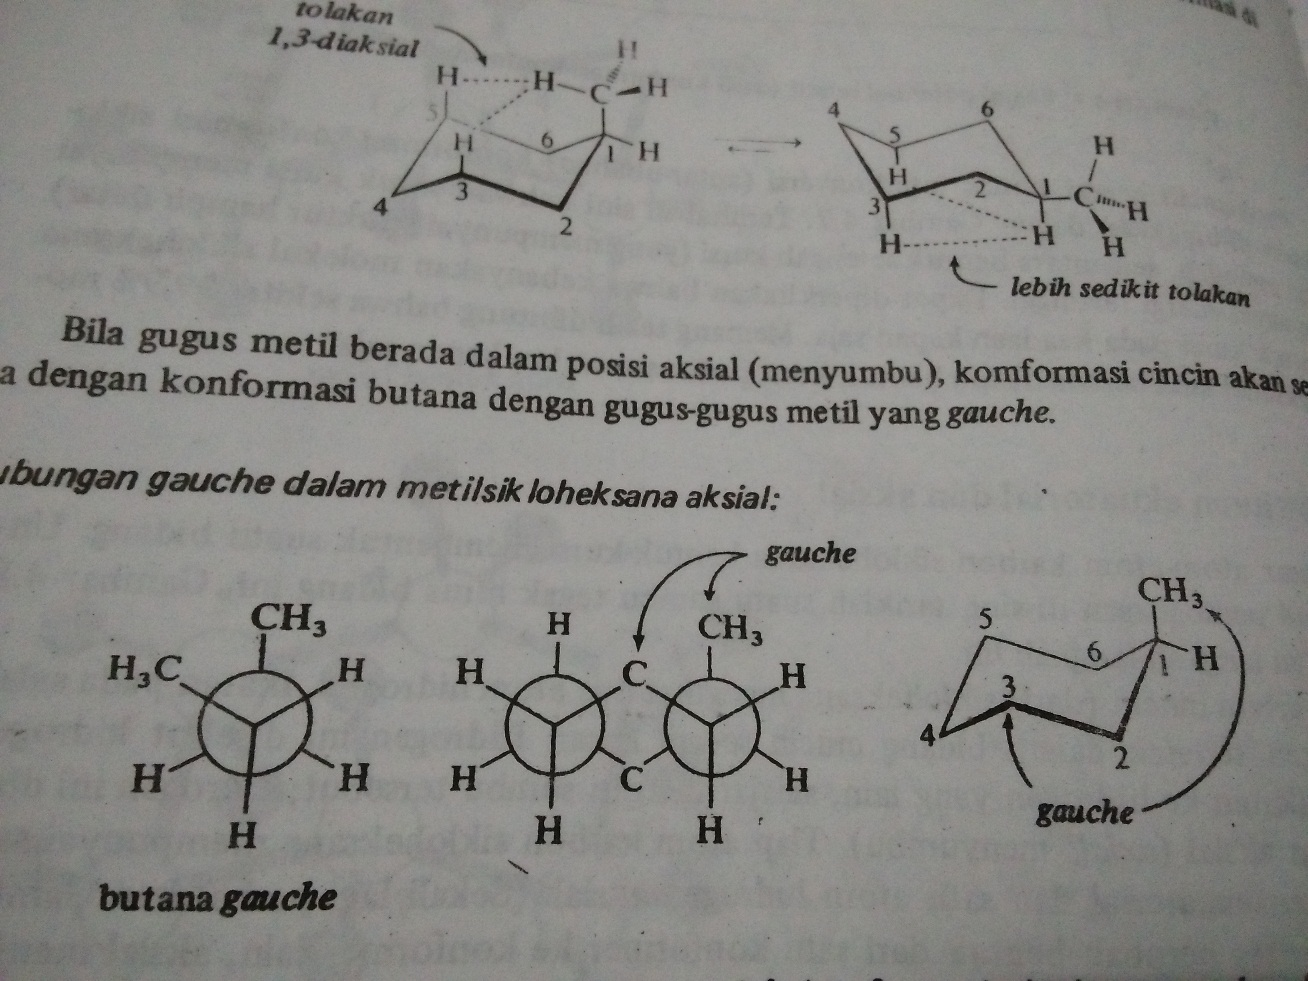 tolakan
1,3-diaksial
H H C H H
5 H 6 1 H
4 3 2
4 5 6 H
H 2 1 C H
3 H H H
lebih sedikit tolakan
Bila gugus metil berada dalam posisi aksial (menyumbu), komformasi cincin akan se
a dengan konformasi butana dengan gugus-gugus metil yang gauche.
ubungan gauche dalam metilsikloheksana aksial:
gauche
CH3 H3C H H H H
H H C CH3 H H C H H H
CH3 5 6 1 H 3 4 2
gauche
butana gauche